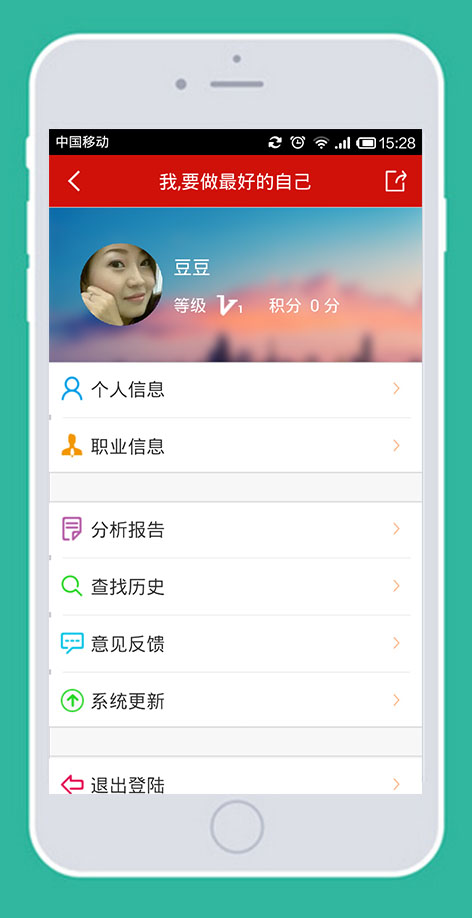 中国移动 15:28
我,要做最好的自己
豆豆
等级 V1 积分 0 分
个人信息
职业信息
分析报告
查找历史
意见反馈
系统更新
退出登陆